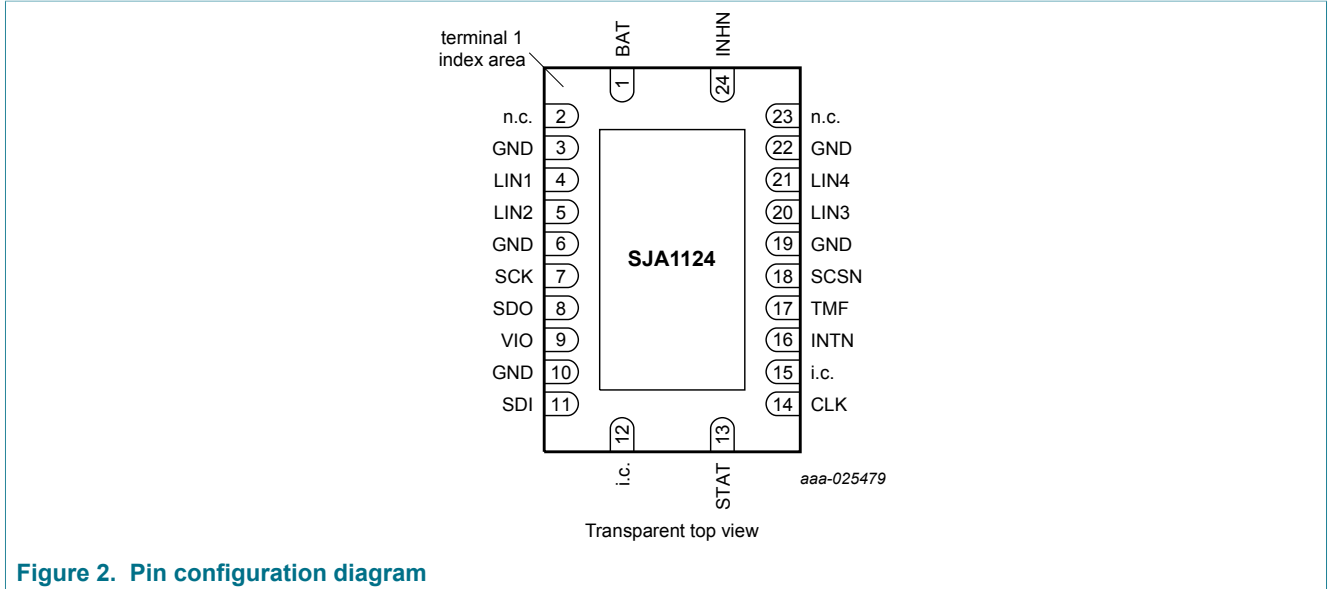 terminal 1
index area
BAT
INHN
1
24
n.c. 2
GND 3
LIN1 4
LIN2 5
GND 6
SCK 7
SDO 8
VIO 9
GND 10
SDI 11
SJA1124
23 n.c.
22 GND
21 LIN4
20 LIN3
19 GND
18 SCSN
17 TMF
16 INTN
15 i.c.
14 CLK
12
13
i.c.
STAT
aaa-025479
Transparent top view
Figure 2. Pin configuration diagram